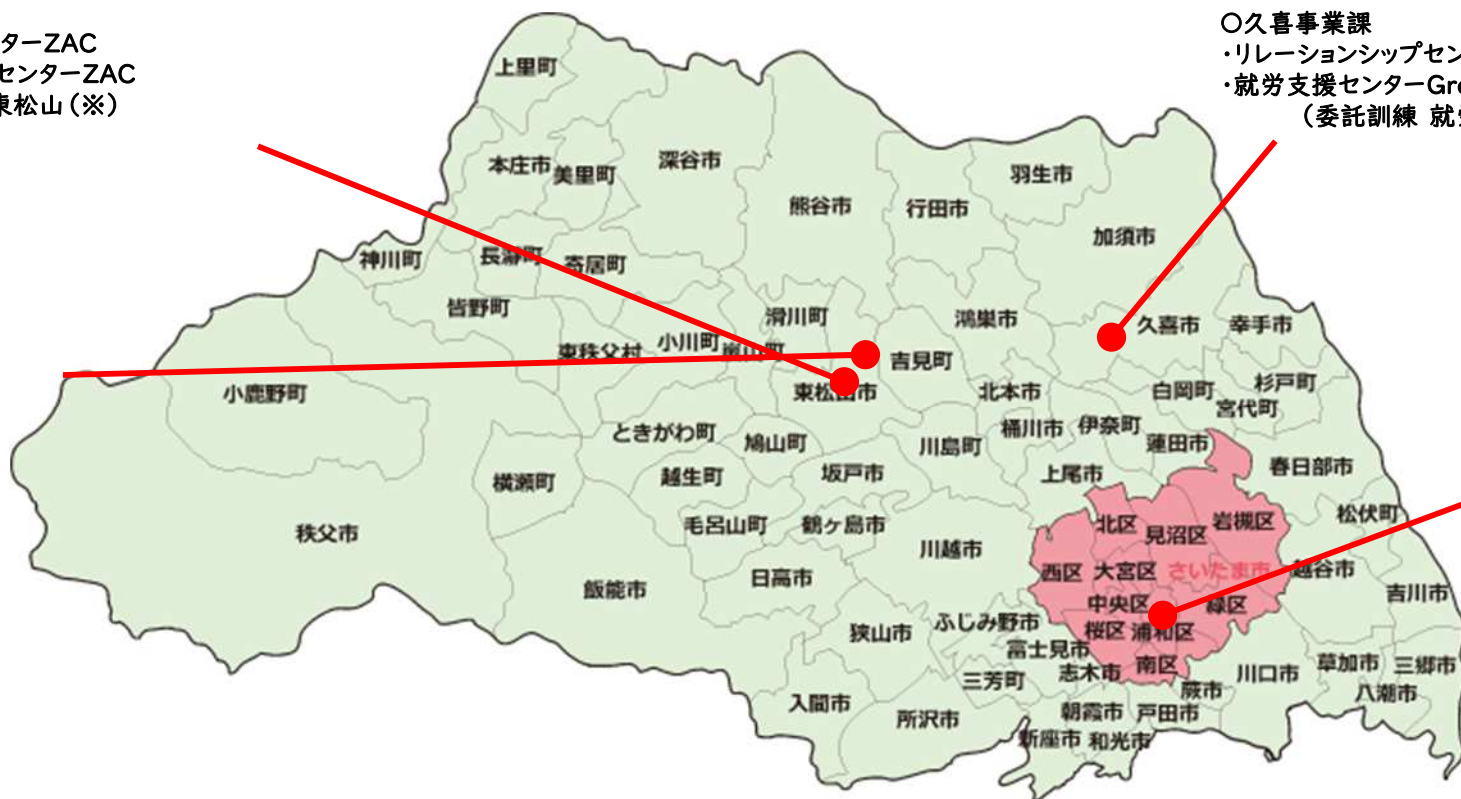 ターZAC
センターZAC
東松山(※)
○久喜事業課
・リレーションシップセン
・就労支援センターGr
(委託訓練 就
上里町
本庄市
美里町
深谷市
熊谷市
行田市
羽生市
加須市
神川町
長瀞町
寄居町
皆野町
滑川町
鴻巣市
久喜市
幸手市
東秩父村
小川町
嵐山町
吉見町
小鹿野町
東松山市
北本市
白岡町
杉戸町
宮代町
ときがわ町
鳩山町
川島町
桶川市
伊奈町
蓮田市
横瀬町
越生町
坂戸市
上尾市
春日部市
秩父市
毛呂山町
鶴ヶ島市
川越市
北区
見沼区
岩槻区
松伏町
飯能市
日高市
西区
大宮区
さいたま市
越谷市
吉川市
中央区
緑区
狭山市
ふじみ野市
桜区
浦和区
富士見市
志木市
南区
三芳町
川口市
草加市
三郷市
入間市
所沢市
朝霞市
戸田市
蕨市
八潮市
新座市
和光市